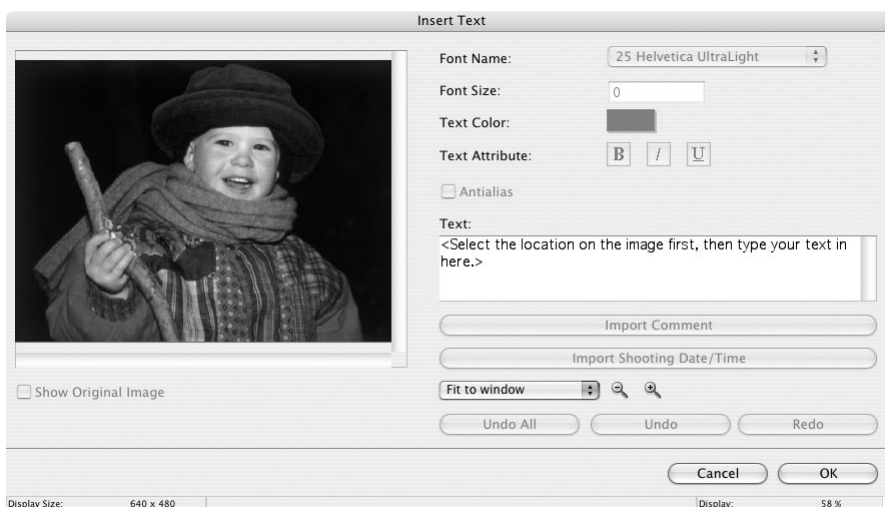 Insert Text
Font Name:
25 Helvetica UltraLight
Font Size:
0
Text Color:
Text Attribute:
B
I
U
Antialias
Text:
<Select the location on the image first, then type your text in
here.>
Import Comment
Import Shooting Date/Time
Show Original Image
Fit to window
Undo All
Undo
Redo
Cancel
OK
Display Size:
640 x 480
Display:
58 %